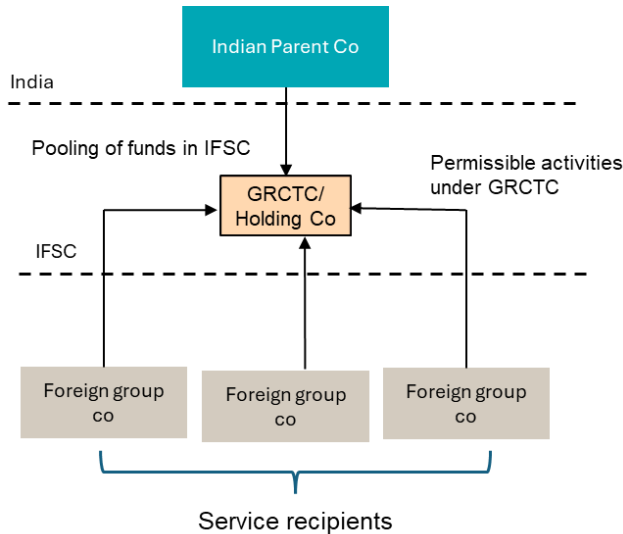 Indian Parent Co
India
Pooling of funds in IFSC
Permissible activities
under GRCTC
GRCTC/
Holding Co
IFSC
Foreign group
co
Foreign group
co
Foreign group
co
Service recipients